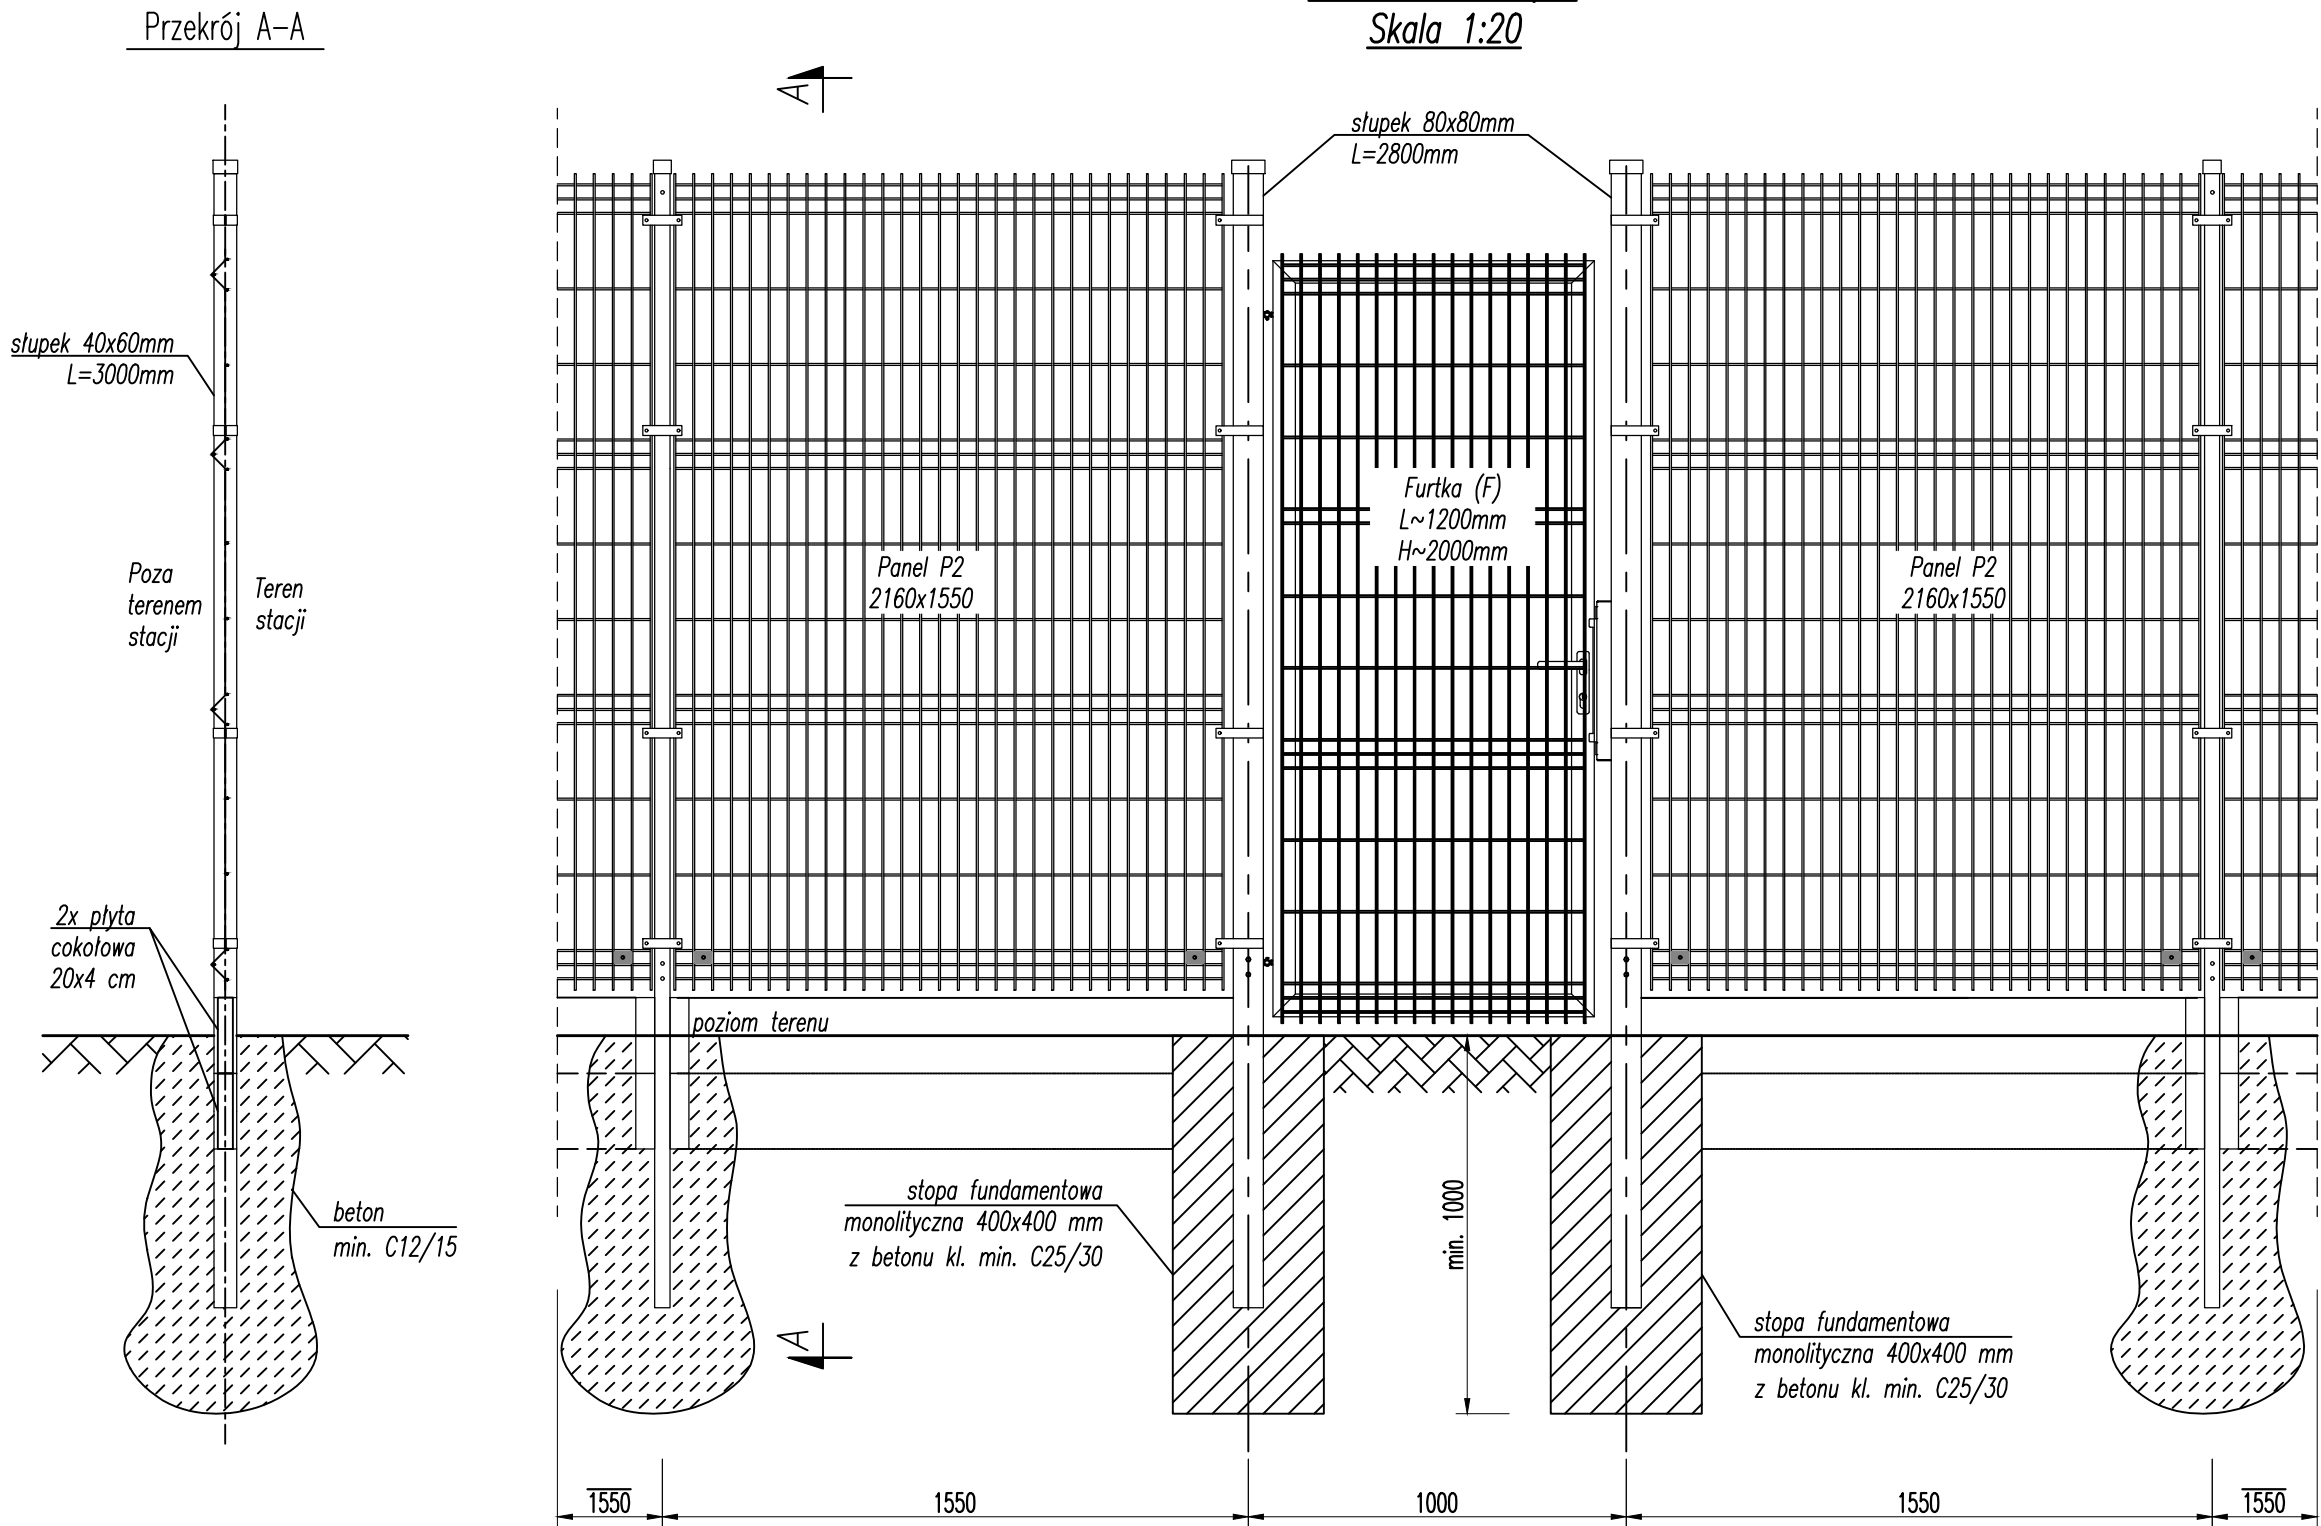 Przekrój A-A
Skala 1:20
A
słupek 80x80mm
L=2800mm
słupek 40x60mm
L=3000mm
Furtka (F)
L~1200mm
H~2000mm
Poza
terenem
stacji
Teren
stacji
Panel P2
2160x1550
Panel P2
2160x1550
2x płyta
cokołowa
20x4 cm
poziom terenu
beton
min. C12/15
stopa fundamentowa
monolityczna 400x400 mm
z betonu kl. min. C25/30
min. 1000
A
stopa fundamentowa
monolityczna 400x400 mm
z betonu kl. min. C25/30
1550
1550
1000
1550
1550